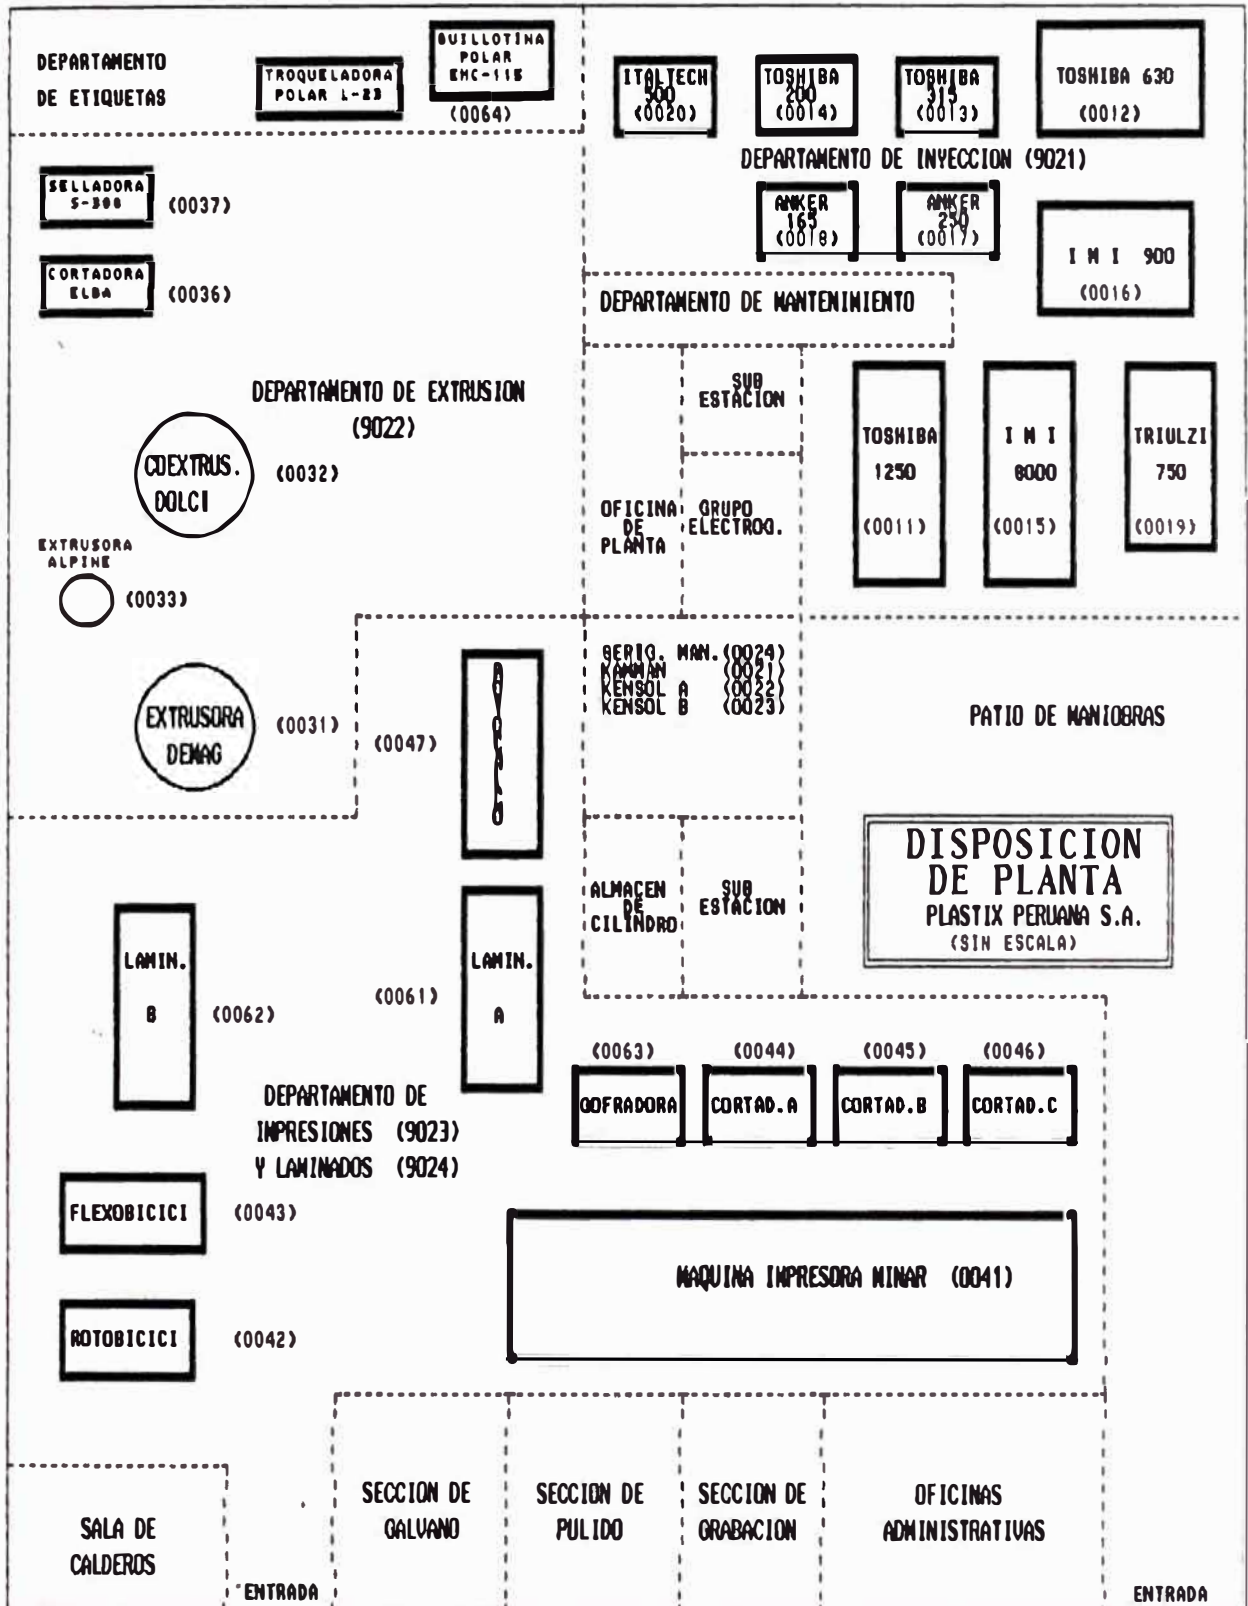 DEPARTAMENTO
DE ETIQUETAS
TROQUELADORA
POLAR L-23
GUILLOTINA
POLAR
EMC-115
(0064)
ITALTECH
500
(0020)
TOSHIBA
200
(0014)
TOSHIBA
315
(0013)
TOSHIBA 630
(0012)
DEPARTAMENTO DE INYECCION (9021)
ANKER
165
(0018)
ANKER
250
(0017)
I M I 900
(0016)
SELLADORA
S-300
(0037)
CORTADORA
ELBA
(0036)
DEPARTAMENTO DE MANTENIMIENTO
DEPARTAMENTO DE EXTRUSION
(9022)
COEXTRUS.
DOLCI
(0032)
EXTRUSORA
ALPINE
(0033)
EXTRUSORA
DEMAG
(0031)
SUB
ESTACION
OFICINA
DE
PLANTA
GRUPO
ELECTROG.
TOSHIBA
1250
(0011)
I M I
8000
(0015)
TRIULZI
750
(0019)
SERIG. MAN.(0024)
KAMMAN (0021)
KENSOL A (0022)
KENSOL B (0023)
(0047)
PATIO DE MANIOBRAS
DISPOSICION
DE PLANTA
PLASTIX PERUANA S.A.
(SIN ESCALA)
ALMACEN
DE
CILINDRO
SUB
ESTACION
LAMIN.
B
(0062)
LAMIN.
A
(0061)
(0063)
(0044)
(0045)
(0046)
GOFRADORA
CORTAD.A
CORTAD.B
CORTAD.C
DEPARTAMENTO DE
IMPRESIONES (9023)
Y LAMINADOS (9024)
FLEXOBICICI
(0043)
MAQUINA IMPRESORA MINAR (0041)
ROTOBICICI
(0042)
SECCION DE
GALVANO
SECCION DE
PULIDO
SECCION DE
GRABACION
OFICINAS
ADMINISTRATIVAS
SALA DE
CALDEROS
ENTRADA
ENTRADA